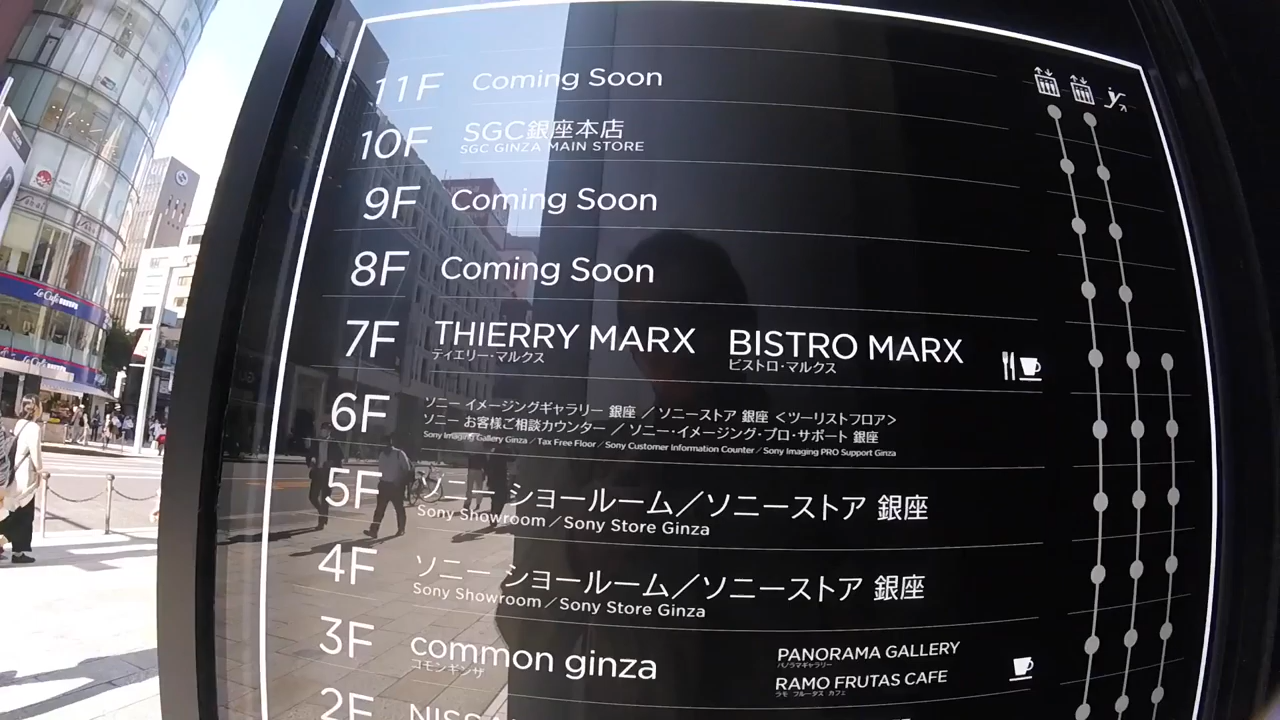 11F Coming Soon
10F SGC銀座本店
SGC GINZA MAIN STORE
9F Coming Soon
8F Coming Soon
7F THIERRY MARX BISTRO MARX
ティエリー・マルクス ビストロ・マルクス
6F ソニー イメージングギャラリー 銀座 ／ ソニーストア 銀座 ＜ツーリストフロア＞
ソニー お客様ご相談カウンター ／ ソニー・イメージング・プロ・サポート 銀座
Sony Imaging Gallery Ginza / Tax Free Floor / Sony Customer Information Counter / Sony Imaging PRO Support Ginza
5F ソニー ショールーム／ソニーストア 銀座
Sony Showroom / Sony Store Ginza
4F ソニー ショールーム／ソニーストア 銀座
Sony Showroom / Sony Store Ginza
3F common ginza PANORAMA GALLERY
コモンギンザ パノラマギャラリー
RAMO FRUTAS CAFE
ラモ フルータス カフェ
2F
Le Café